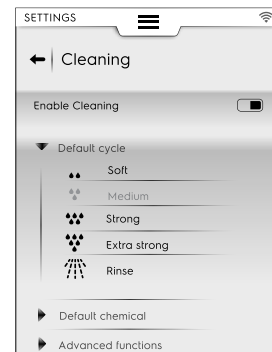 SETTINGS
Cleaning
Enable Cleaning
Default cycle
Soft
Medium
Strong
Extra strong
Rinse
Default chemical
Advanced functions